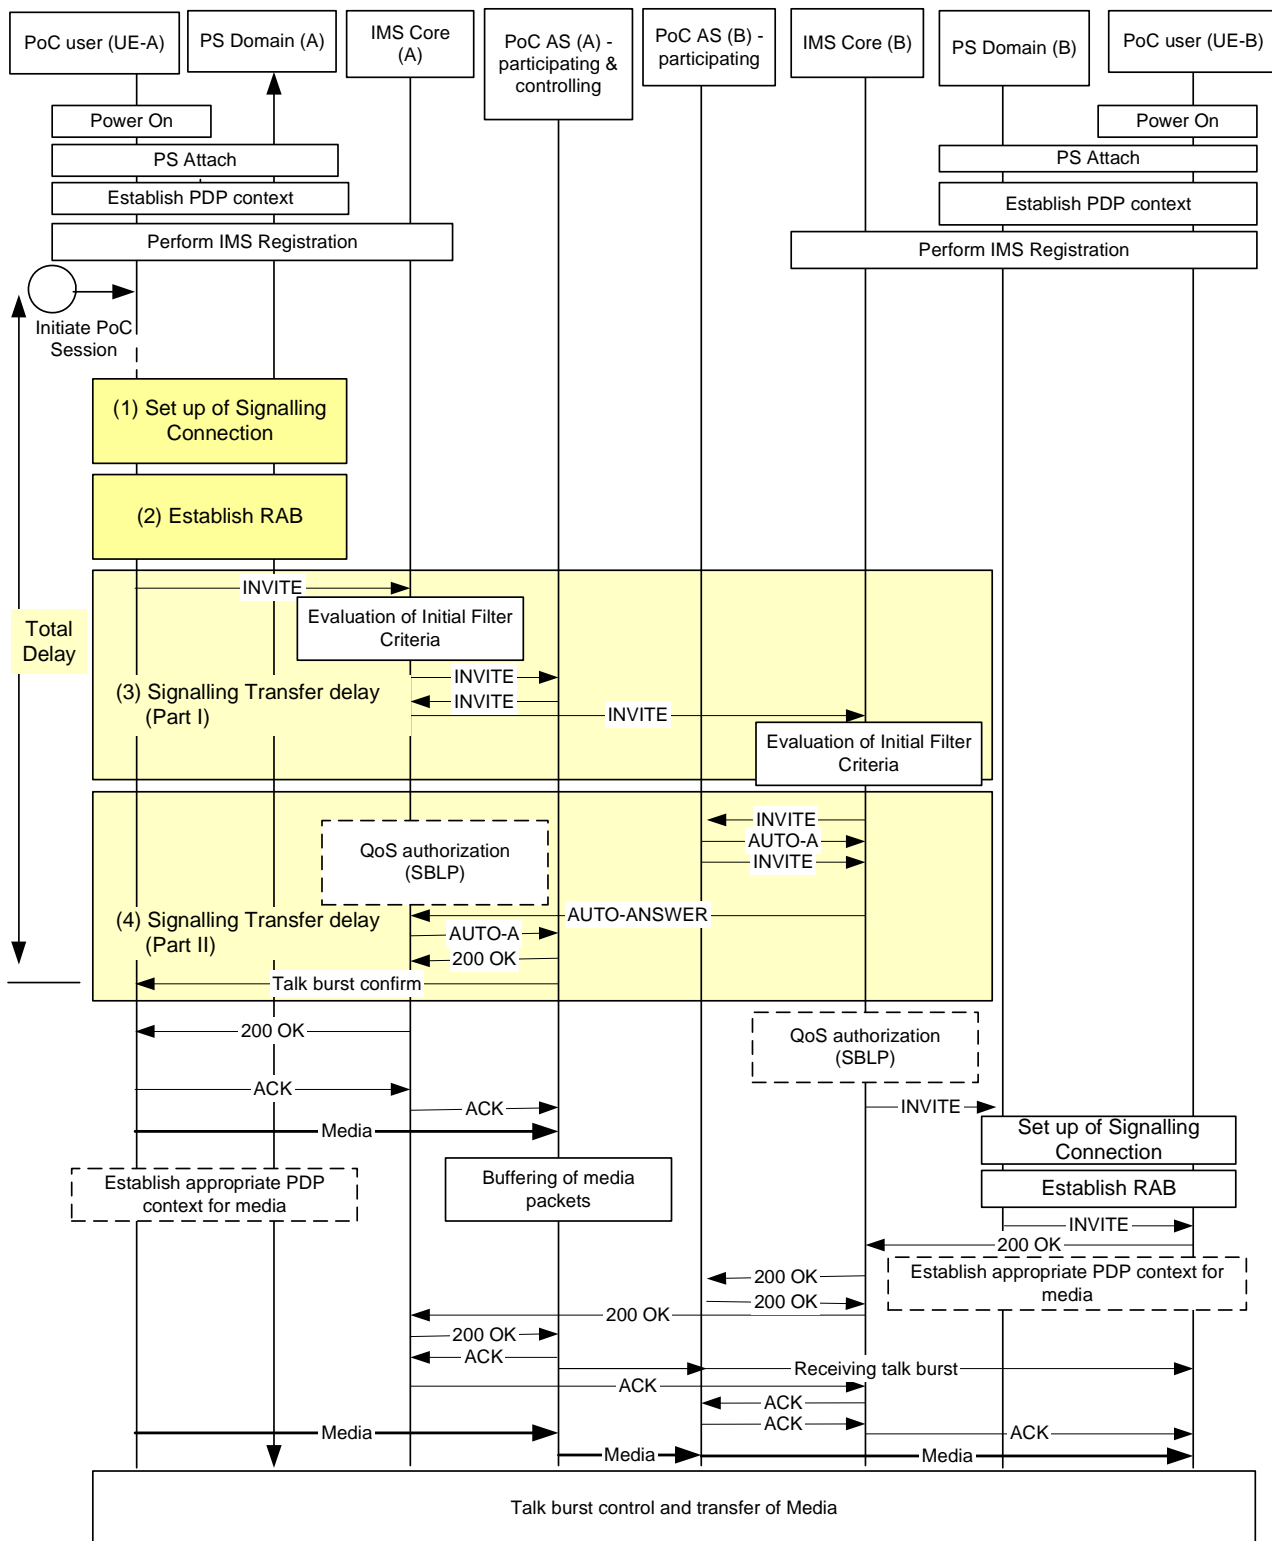 PoC user (UE-A)
PS Domain (A)
IMS Core
(A)
PoC AS (A) -
participating &
controlling
PoC AS (B) -
participating
IMS Core (B)
PS Domain (B)
PoC user (UE-B)
Power On
Power On
PS Attach
PS Attach
Establish PDP context
Establish PDP context
Perform IMS Registration
Perform IMS Registration
Initiate PoC
Session
(1) Set up of Signalling
Connection
(2) Establish RAB
INVITE
Evaluation of Initial Filter
Criteria
Total
Delay
INVITE
(3) Signalling Transfer delay
(Part I)
INVITE
INVITE
Evaluation of Initial Filter
Criteria
INVITE
AUTO-A
INVITE
QoS authorization
(SBLP)
AUTO-ANSWER
(4) Signalling Transfer delay
(Part II)
AUTO-A
200 OK
Talk burst confirm
200 OK
QoS authorization
(SBLP)
ACK
ACK
INVITE
Media
Set up of Signalling
Connection
Establish appropriate PDP
context for media
Buffering of media
packets
Establish RAB
INVITE
200 OK
Establish appropriate PDP context for
media
200 OK
200 OK
200 OK
200 OK
ACK
Receiving talk burst
ACK
ACK
ACK
Media
ACK
Media
Media
Talk burst control and transfer of Media